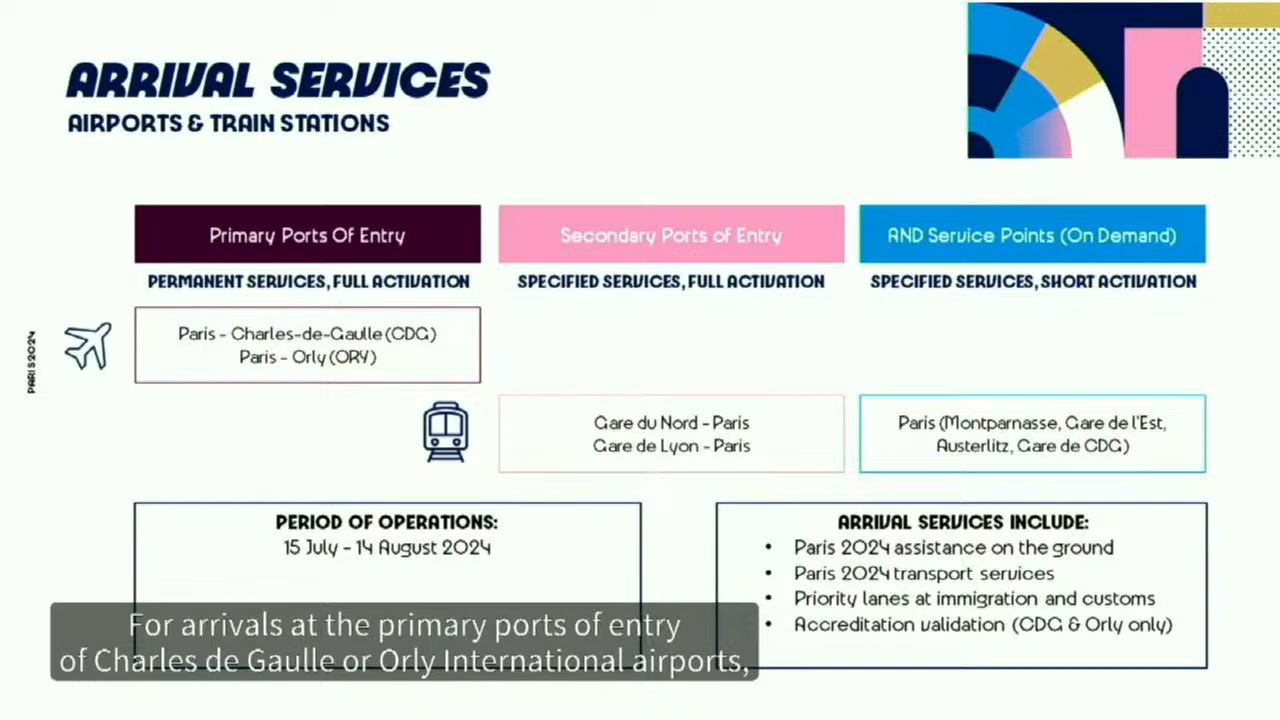 ARRIVAL SERVICES
AIRPORTS & TRAIN STATIONS
Primary Ports Of Entry
Secondary Ports of Entry
AND Service Points (On Demand)
PERMANENT SERVICES, FULL ACTIVATION
SPECIFIED SERVICES, FULL ACTIVATION
SPECIFIED SERVICES, SHORT ACTIVATION
Paris - Charles-de-Gaulle (CDG)
Paris - Orly (ORY)
PARIS 2024
Gare du Nord - Paris
Gare de Lyon - Paris
Paris (Montparnasse, Gare de l'Est,
Austerlitz, Gare de CDG)
PERIOD OF OPERATIONS:
15 July - 14 August 2024
ARRIVAL SERVICES INCLUDE:
• Paris 2024 assistance on the ground
• Paris 2024 transport services
• Priority lanes at immigration and customs
• Accreditation validation (CDG & Orly only)
For arrivals at the primary ports of entry
of Charles de Gaulle or Orly International airports,